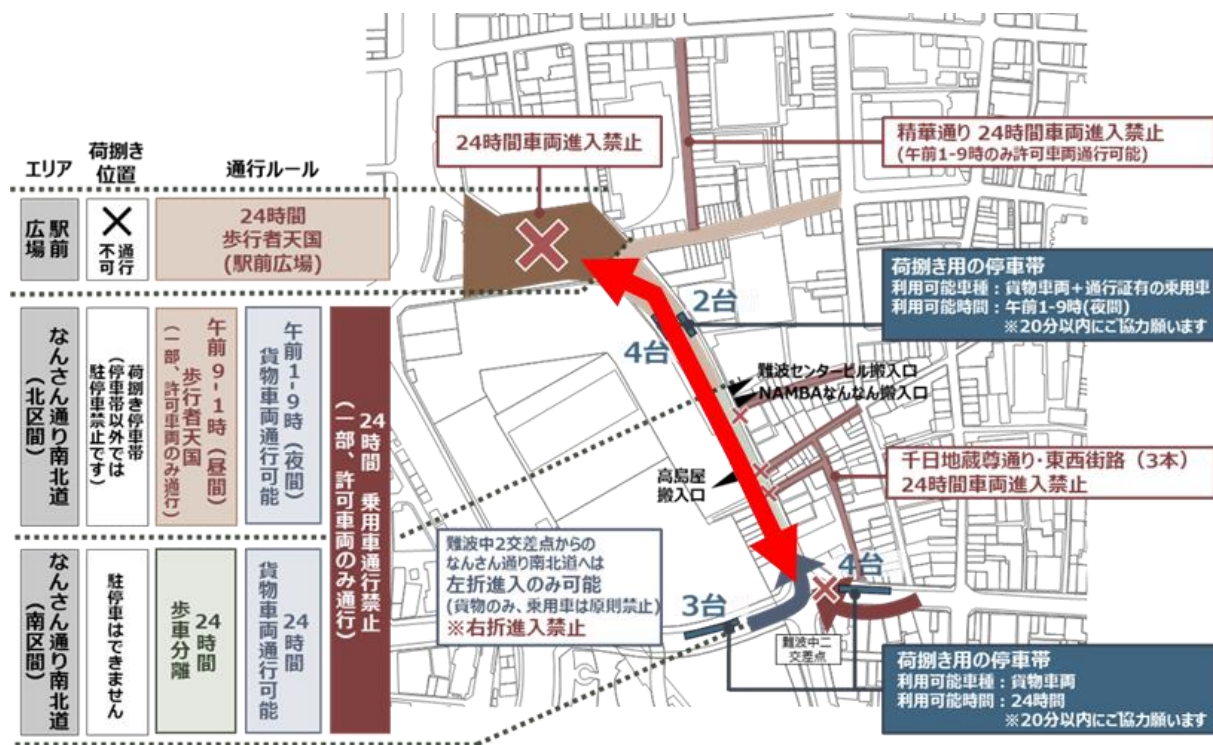 24時間車両進入禁止
精華通り 24時間車両進入禁止
(午前1-9時のみ許可車両通行可能)
エリア
荷捌き
位置
通行ルール
駅前
広場
通行
不可
24時間
歩行者天国
(駅前広場)
荷捌き用の停車帯
利用可能車種：貨物車両＋通行証有の乗用車
利用可能時間：午前1-9時(夜間)
※20分以内にご協力願います
2台
4台
難波センタービル搬入口
NAMBAなんなん搬入口
高島屋
搬入口
なんさん通り南北道
(北区間)
荷捌き停車帯
(停車帯以外では
駐停車禁止です)
午前9-1時(昼間)
歩行者天国
(一部、許可車両のみ通行)
午前1-9時(夜間)
貨物車両通行可能
24時間 乗用車通行禁止
(一部、許可車両のみ通行)
千日地蔵尊通り・東西街路（3本）
24時間車両進入禁止
難波中2交差点からの
なんさん通り南北道へは
左折進入のみ可能
(貨物のみ、乗用車は原則禁止)
※右折進入禁止
4台
3台
難波中二
交差点
なんさん通り南北道
(南区間)
駐停車はできません
24時間
歩車分離
24時間
貨物車両通行可能
荷捌き用の停車帯
利用可能車種：貨物車両
利用可能時間：24時間
※20分以内にご協力願います